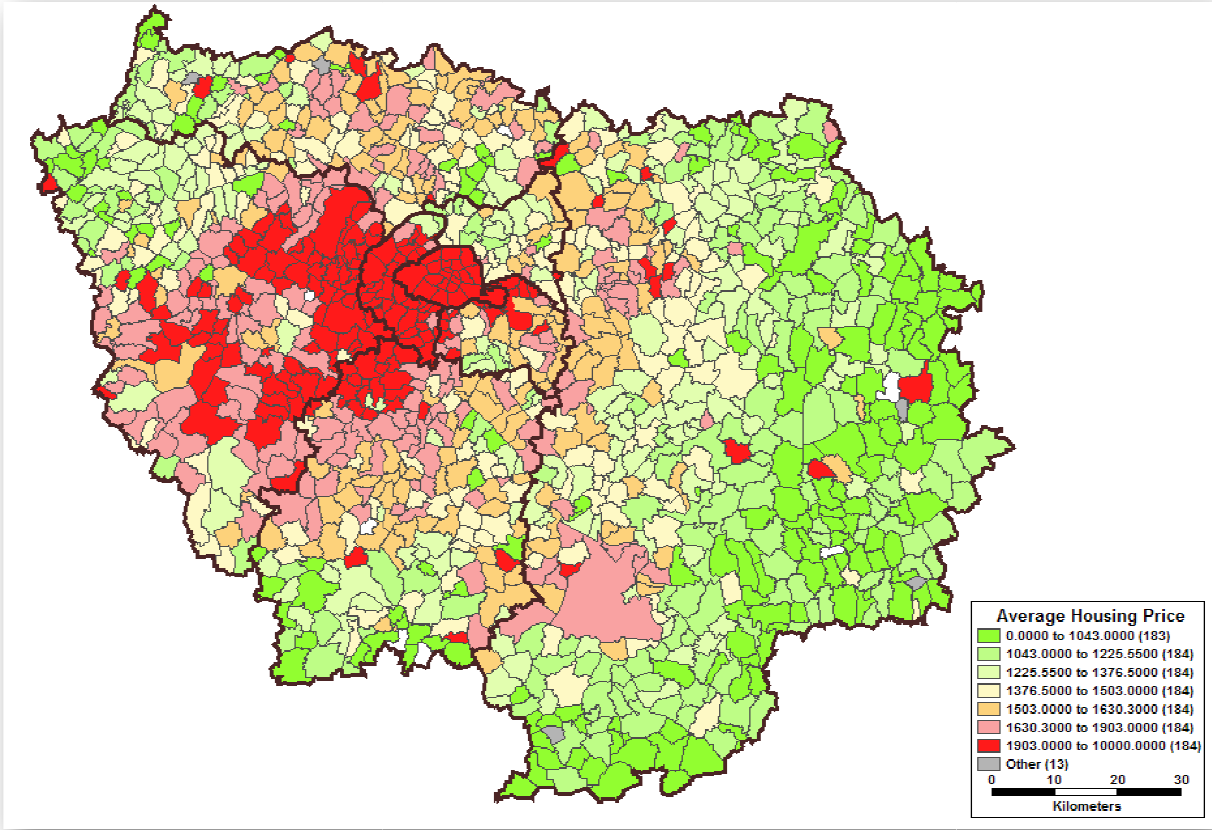 Average Housing Price
0.0000 to 1043.0000 (183)
1043.0000 to 1225.5500 (184)
1225.5500 to 1376.5000 (184)
1376.5000 to 1503.0000 (184)
1503.0000 to 1630.3000 (184)
1630.3000 to 1903.0000 (184)
1903.0000 to 10000.0000 (184)
Other (13)
0 10 20 30
Kilometers